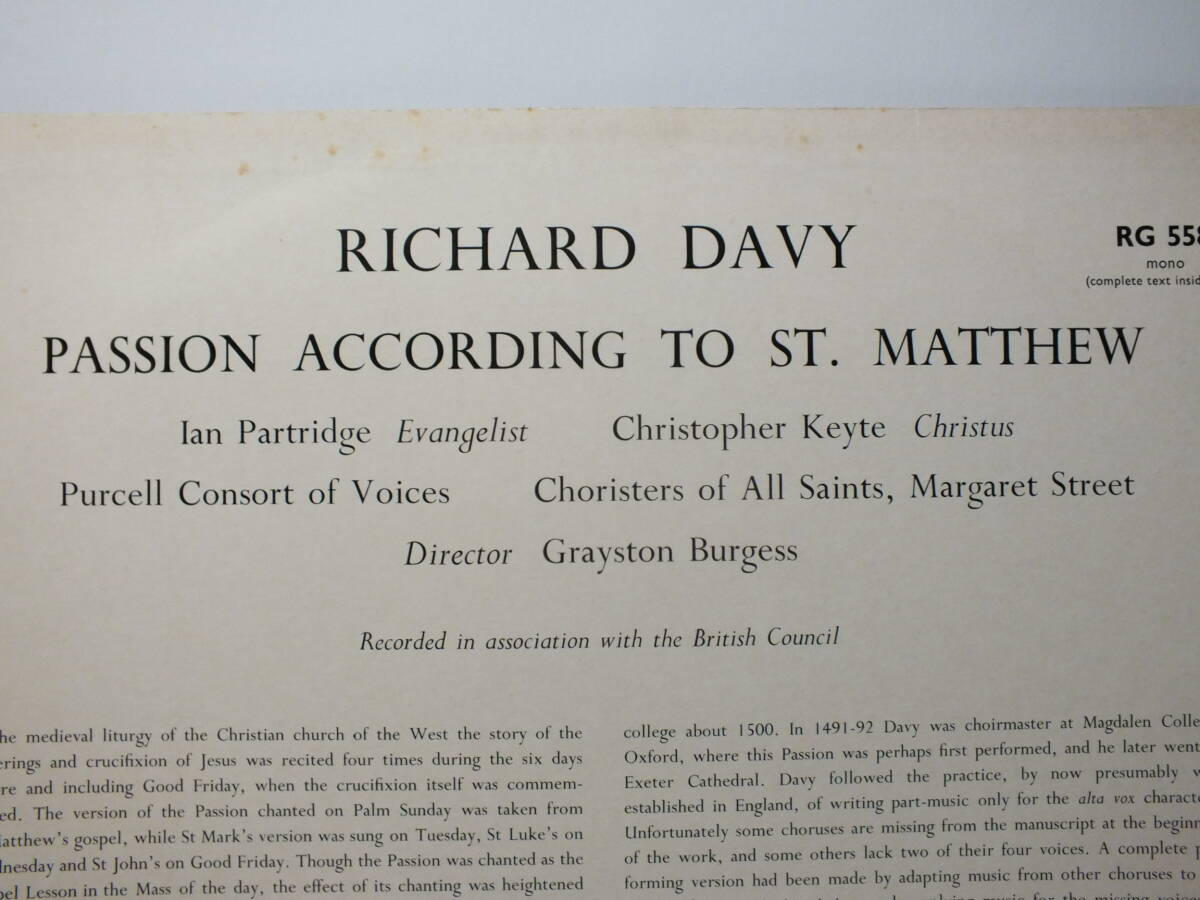 RICHARD DAVY
RG 558
mono
(complete text insid
PASSION ACCORDING TO ST. MATTHEW
Ian Partridge Evangelist Christopher Keyte Christus
Purcell Consort of Voices Choristers of All Saints, Margaret Street
Director Grayston Burgess
Recorded in association with the British Council
he medieval liturgy of the Christian church of the West the story of the
erings and crucifixion of Jesus was recited four times during the six days
re and including Good Friday, when the crucifixion itself was commem-
ed. The version of the Passion chanted on Palm Sunday was taken from
atthew's gospel, while St Mark's version was sung on Tuesday, St Luke's on
dnesday and St John's on Good Friday. Though the Passion was chanted as the
pel Lesson in the Mass of the day, the effect of its chanting was heightened
college about 1500. In 1491-92 Davy was choirmaster at Magdalen Colle
Oxford, where this Passion was perhaps first performed, and he later went
Exeter Cathedral. Davy followed the practice, by now presumably w
established in England, of writing part-music only for the alta vox characte
Unfortunately some choruses are missing from the manuscript at the beginn
of the work, and some others lack two of their four voices. A complete p
forming version had been made by adapting music from other choruses to
music for the missing